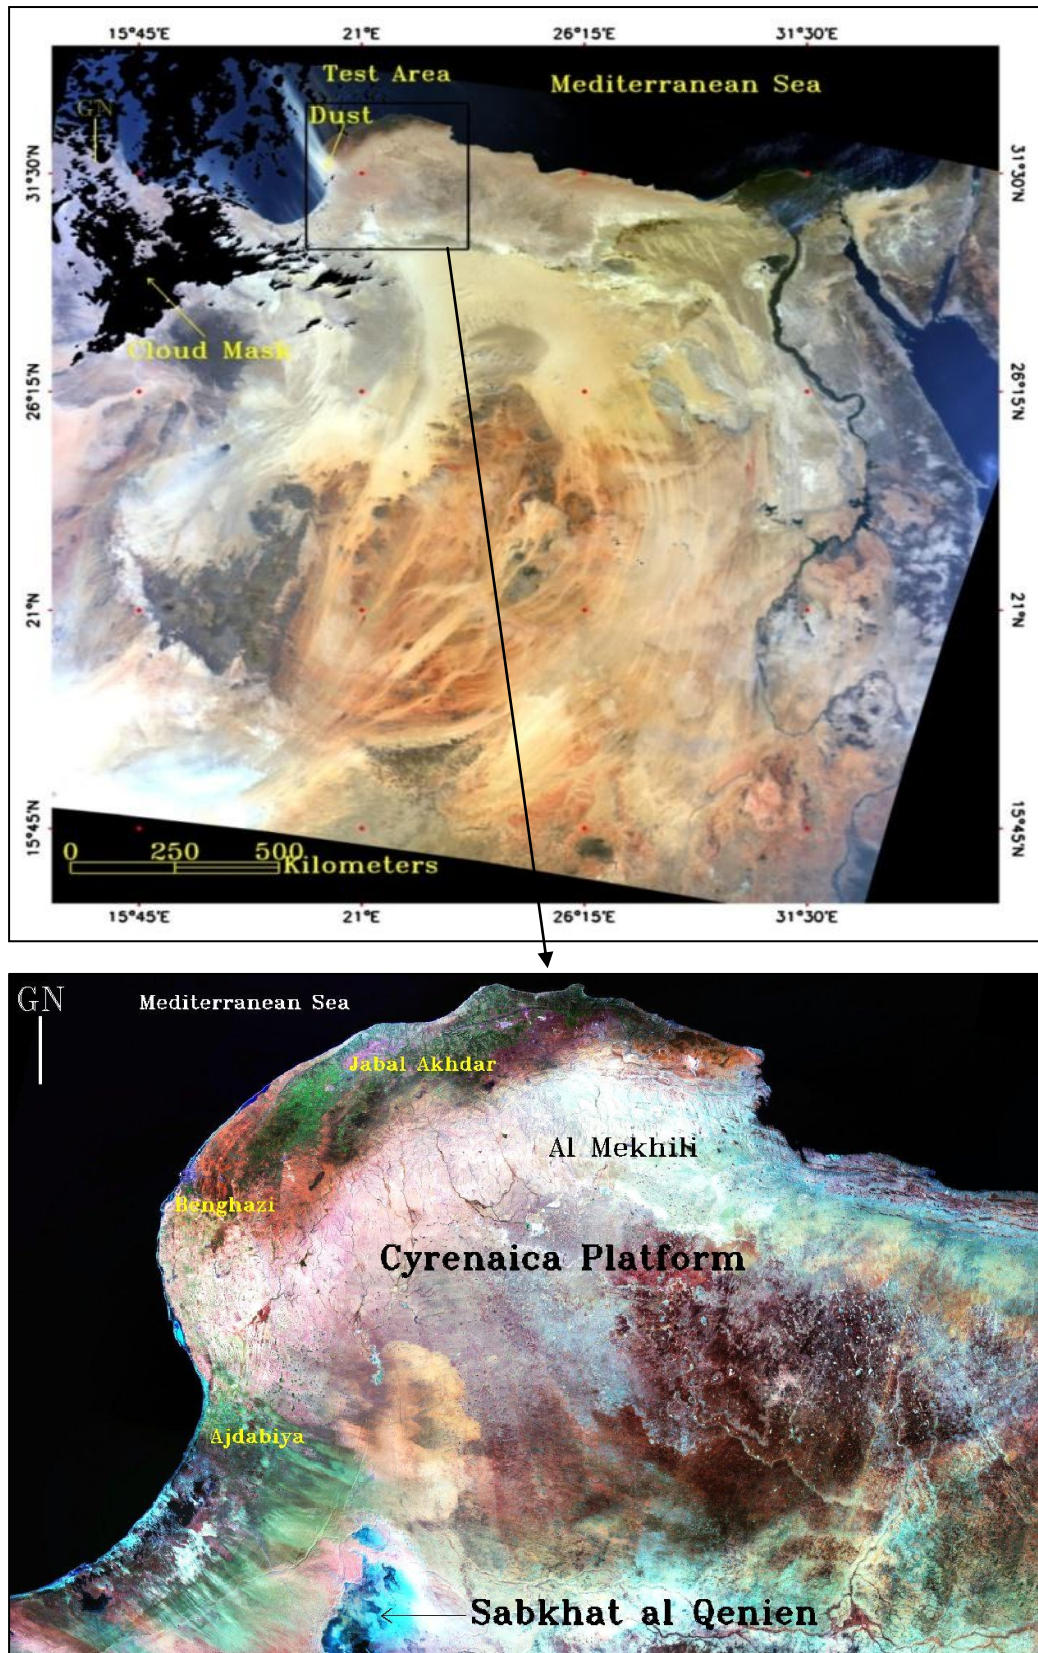 15°45'E 21°E 26°15'E 31°30'E
Test Area
Mediterranean Sea
GN
Dust
31°30'N
31°30'N
Cloud Mask
26°15'N
26°15'N
21°N
21°N
15°45'N
15°45'N
0 250 500
Kilometers
15°45'E 21°E 26°15'E 31°30'E
GN
Mediterranean Sea
Jabal Akhdar
Al Mekhili
Benghazi
Cyrenaica Platform
Ajdabiya
Sabkhat al Qenien